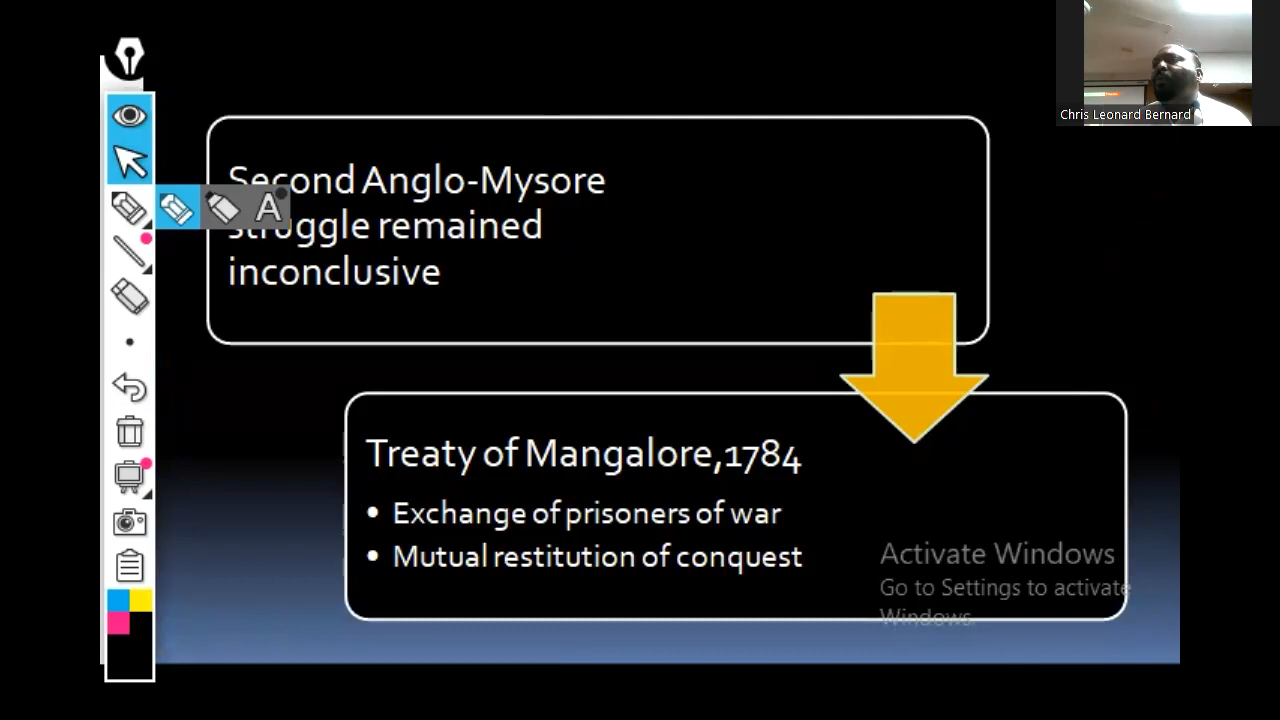 Chris Leonard Bernard
Second Anglo-Mysore
struggle remained
inconclusive
A
Treaty of Mangalore,1784
• Exchange of prisoners of war
• Mutual restitution of conquest
Activate Windows
Go to Settings to activate
Windows.